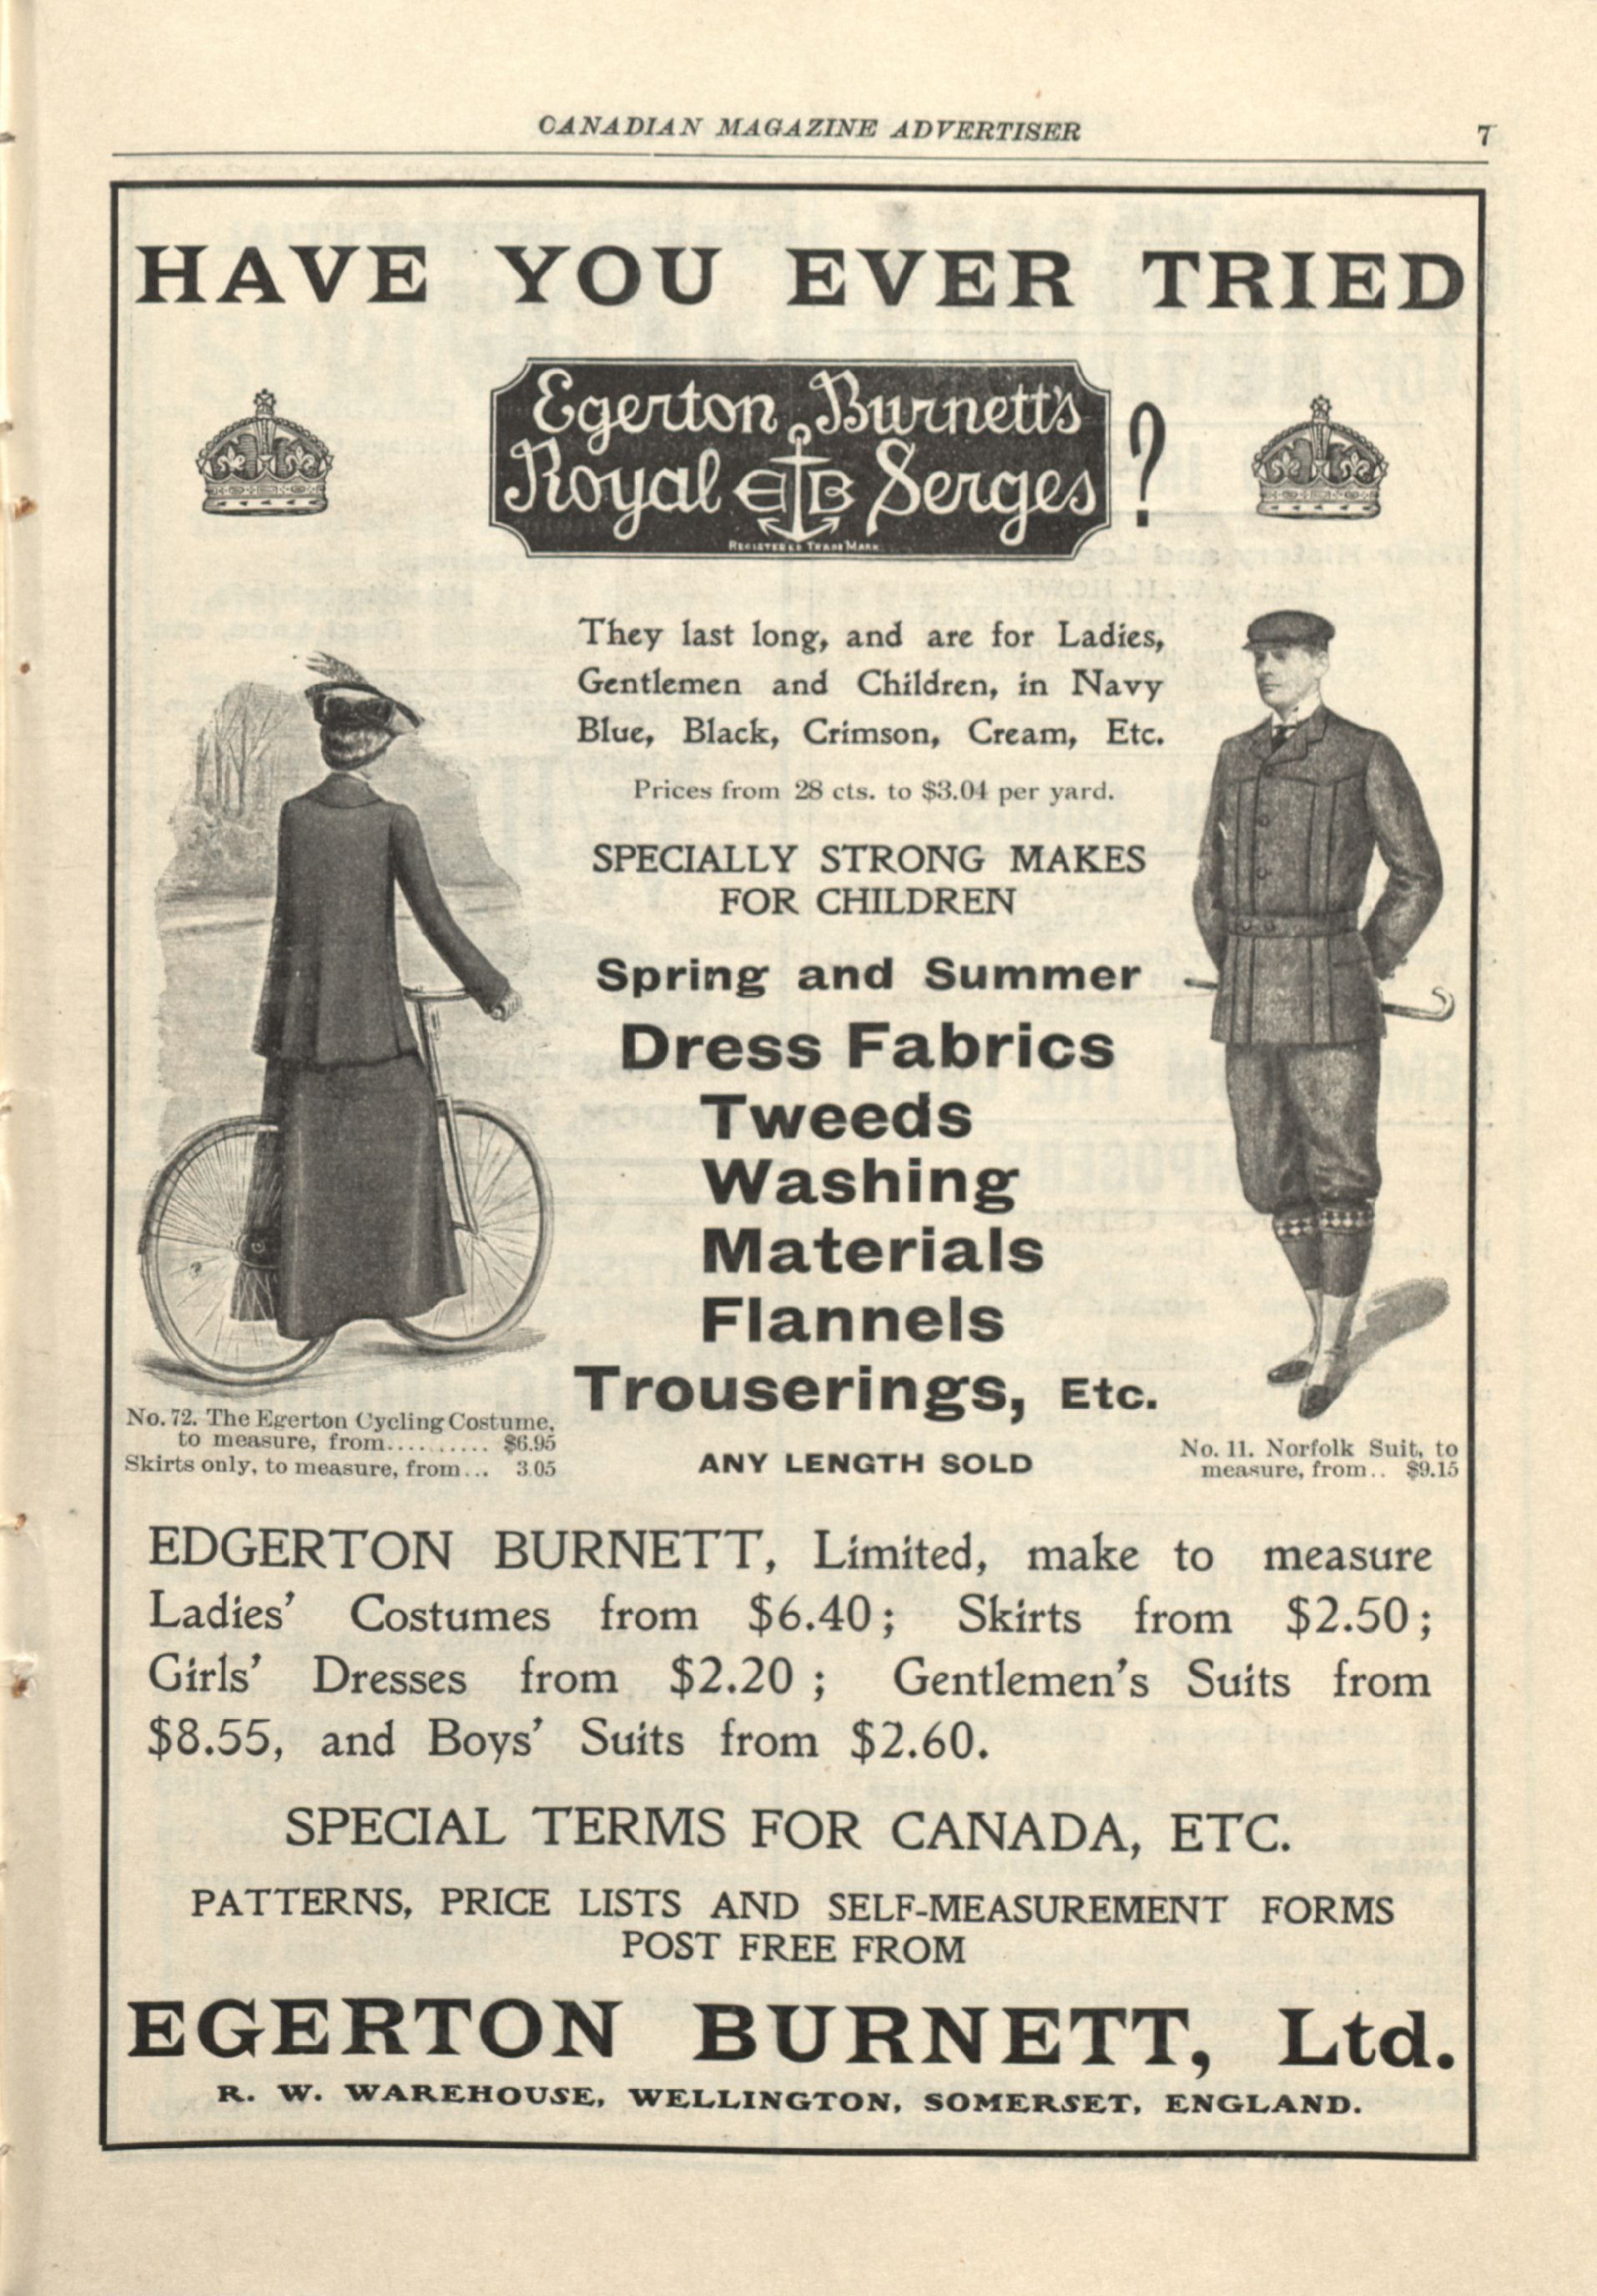 CANADIAN MAGAZINE ADVERTISER 7
HAVE YOU EVER TRIED
Egerton Burnett's
Royal E B Serges ?
REGISTERED TRADE MARK
They last long, and are for Ladies,
Gentlemen and Children, in Navy
Blue, Black, Crimson, Cream, Etc.
Prices from 28 cts. to $3.04 per yard.
SPECIALLY STRONG MAKES
FOR CHILDREN
Spring and Summer
Dress Fabrics
Tweeds
Washing
Materials
Flannels
Trouserings, Etc.
ANY LENGTH SOLD
No. 72. The Egerton Cycling Costume,
to measure, from.......... $6.95
Skirts only, to measure, from... 3.05
No. 11. Norfolk Suit, to
measure, from.. $9.15
EDGERTON BURNETT, Limited, make to measure
Ladies' Costumes from $6.40; Skirts from $2.50;
Girls' Dresses from $2.20 ; Gentlemen's Suits from
$8.55, and Boys' Suits from $2.60.
SPECIAL TERMS FOR CANADA, ETC.
PATTERNS, PRICE LISTS AND SELF-MEASUREMENT FORMS
POST FREE FROM
EGERTON BURNETT, Ltd.
R. W. WAREHOUSE, WELLINGTON, SOMERSET, ENGLAND.